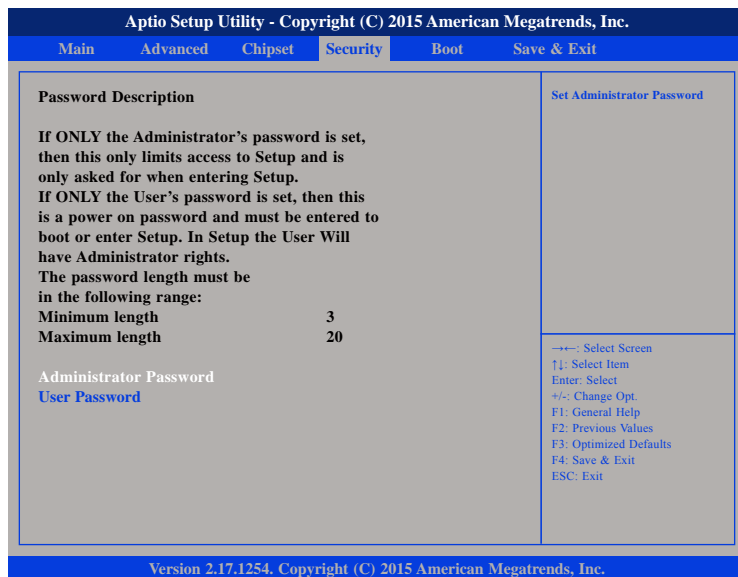 Aptio Setup Utility - Copyright (C) 2015 American Megatrends, Inc.
Main Advanced Chipset Security Boot Save & Exit
Password Description
If ONLY the Administrator's password is set,
then this only limits access to Setup and is
only asked for when entering Setup.
If ONLY the User's password is set, then this
is a power on password and must be entered to
boot or enter Setup. In Setup the User Will
have Administrator rights.
The password length must be
in the following range:
Minimum length 3
Maximum length 20
Administrator Password
User Password
Set Administrator Password
→←: Select Screen
↑↓: Select Item
Enter: Select
+/-: Change Opt.
F1: General Help
F2: Previous Values
F3: Optimized Defaults
F4: Save & Exit
ESC: Exit
Version 2.17.1254. Copyright (C) 2015 American Megatrends, Inc.